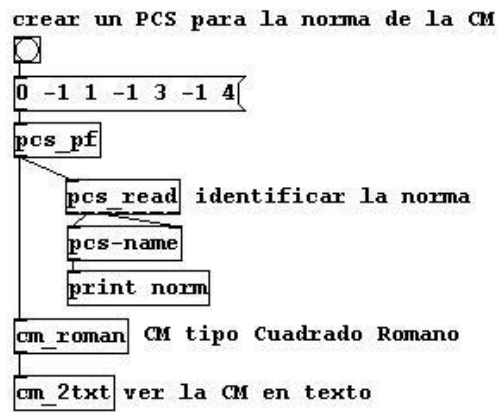 crear un PCS para la norma de la CM
0 -1 1 -1 3 -1 4
pcs_pf
pcs_read identificar la norma
pcs-name
print norm
cm_roman CM tipo Cuadrado Romano
cm_2txt ver la CM en texto